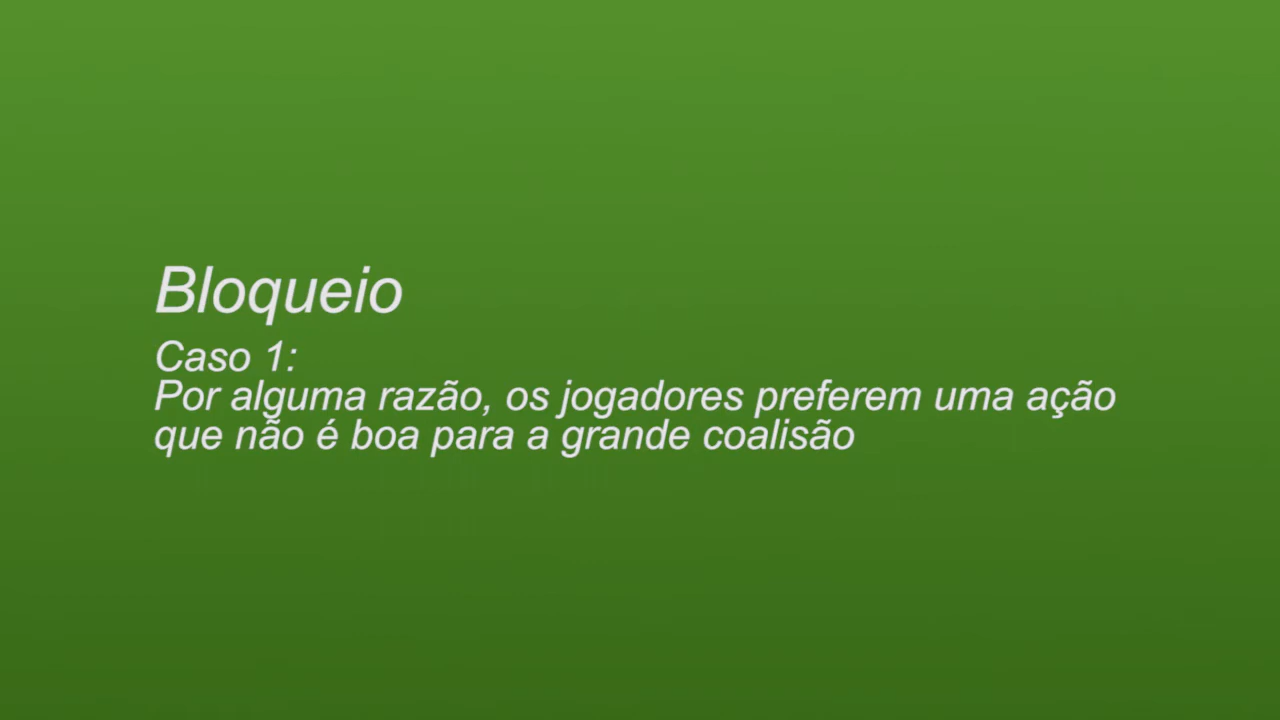 Bloqueio
Caso 1:
Por alguma razão, os jogadores preferem uma ação
que não é boa para a grande coalisão